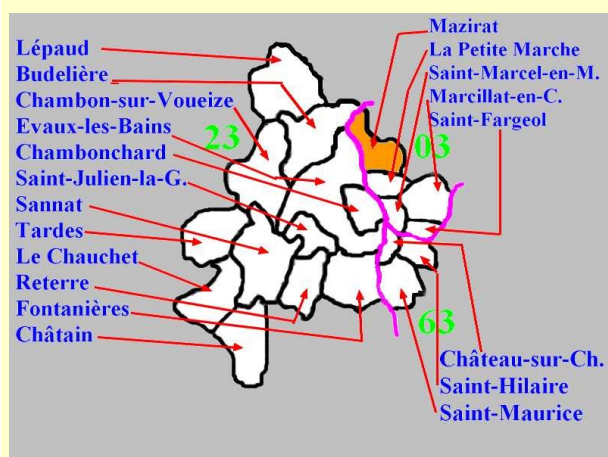 Lépaud
Budelière
Chambon-sur-Voueize
Evaux-les-Bains
Chambonchard
Saint-Julien-la-G.
Sannat
Tardes
Le Chauchet
Reterre
Fontanières
Châtain
23
Mazirat
La Petite Marche
Saint-Marcel-en-M.
Marcillat-en-C.
Saint-Fargeol
03
63
Château-sur-Ch.
Saint-Hilaire
Saint-Maurice